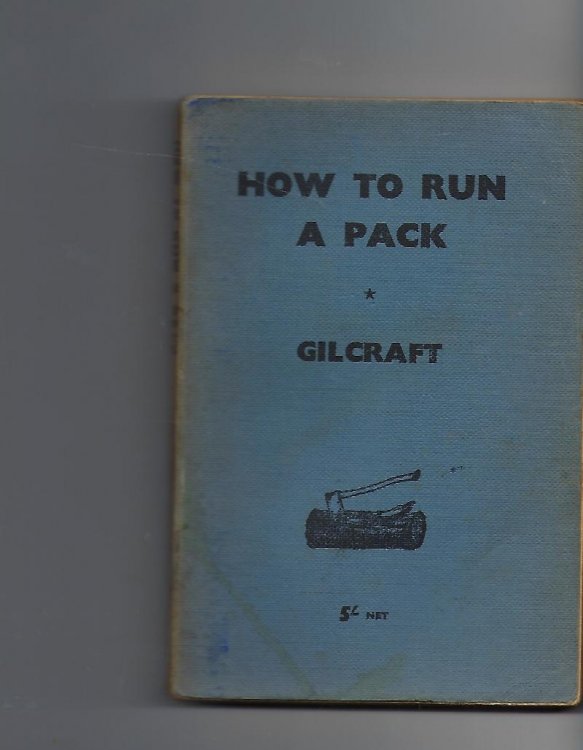 HOW TO RUN
A PACK
★
GILCRAFT
5/- NET